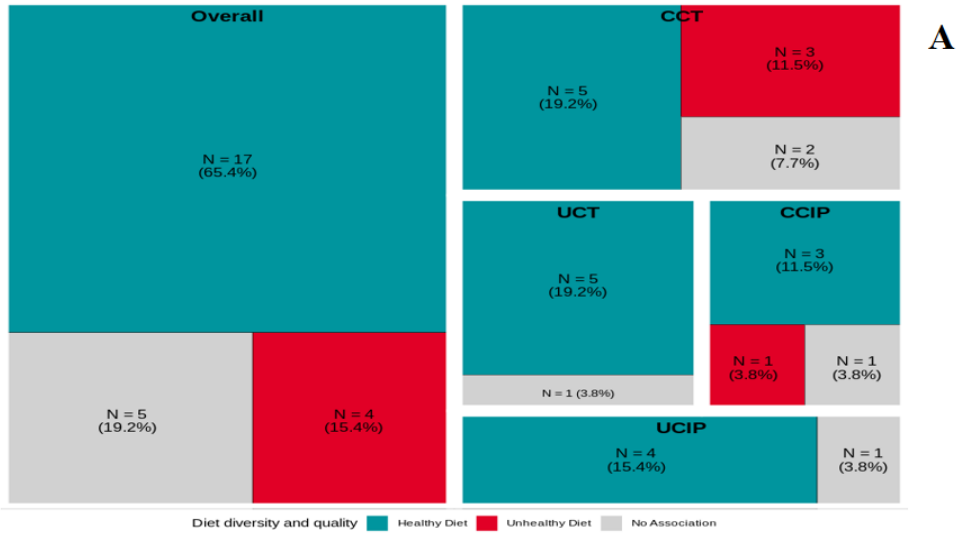 Overall
N = 17
(65.4%)
N = 5
(19.2%)
N = 4
(15.4%)
CCT
N = 5
(19.2%)
N = 3
(11.5%)
N = 2
(7.7%)
A
UCT
N = 5
(19.2%)
N = 1 (3.8%)
CCIP
N = 3
(11.5%)
N = 1
(3.8%)
N = 1
(3.8%)
UCIP
N = 4
(15.4%)
N = 1
(3.8%)
Diet diversity and quality Healthy Diet Unhealthy Diet No Association